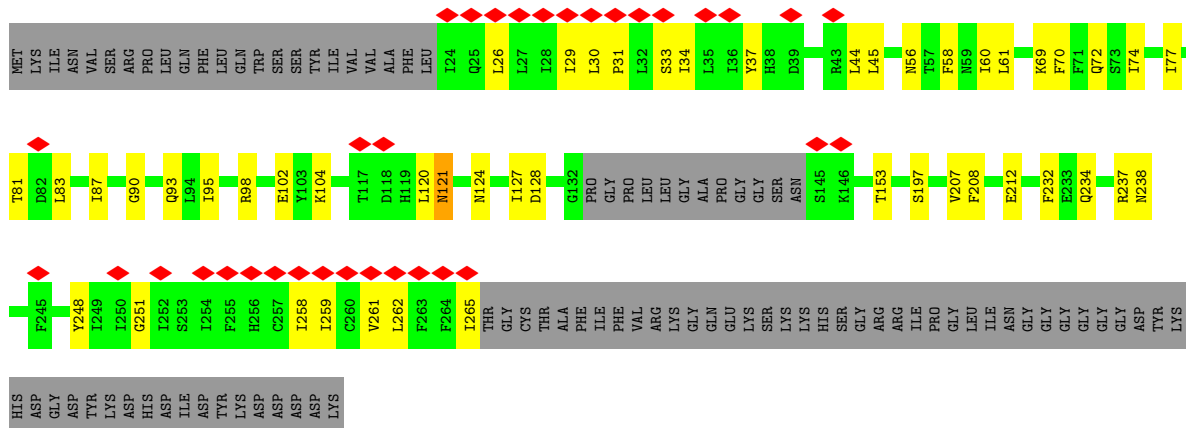 MET LYS ILE ASN VAL SER ARG PRO LEU GLN PHE LEU GLN TRP SER SER TYR ILE VAL VAL ALA PHE LEU I24 Q25 L26 L27 I28 I29 L30 P31 L32 S33 I34 L35 I36 Y37 H38 D39 R43 L44 L45 N56 T57 F58 N59 I60 L61 K69 F70 F71 Q72 S73 I74 I77
T81 D82 L83 I87 G90 Q93 L94 I95 R98 E102 Y103 K104 T117 D118 H119 L120 N121 N124 I127 D128 G132 PRO GLY PRO LEU LEU GLY ALA PRO GLY GLY SER ASN S145 K146 T153 S197 V207 F208 E212 F232 E233 Q234 R237 N238
F245 Y248 I249 I250 G251 I252 S253 I254 F255 H256 C257 I258 I259 C260 V261 L262 F263 F264 I265 THR GLY CYS THR ALA PHE ILE PHE VAL ARG LYS GLY GLN GLU LYS SER LYS LYS HIS SER GLY ARG ARG ILE PRO GLY LEU ILE ASN GLY GLY GLY GLY GLY ASP TYR LYS
HIS ASP GLY ASP TYR LYS ASP HIS ASP ILE ASP TYR LYS ASP ASP ASP ASP LYS